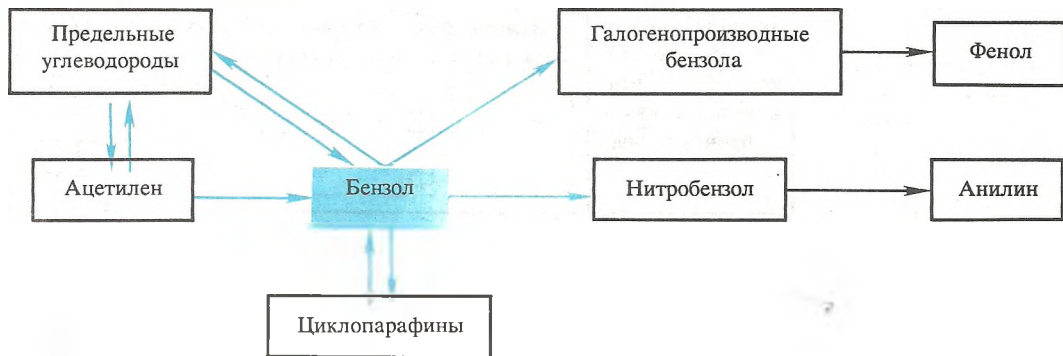 Предельные
углеводороды
Галогенопроизводные
бензола
Фенол
Ацетилен
Бензол
Нитробензол
Анилин
Циклопарафины